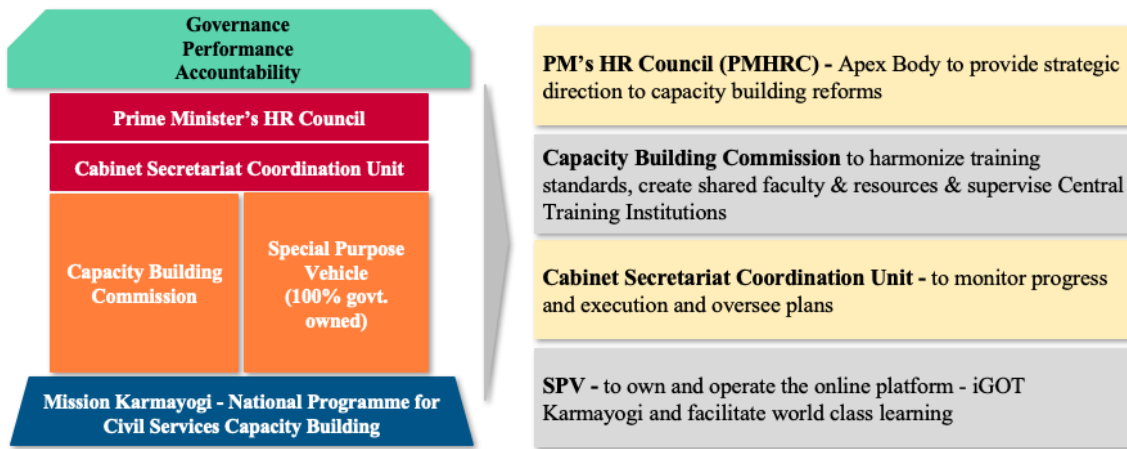 Governance
Performance
Accountability
Prime Minister's HR Council
Cabinet Secretariat Coordination Unit
Capacity Building
Commission
Special Purpose
Vehicle
(100% govt.
owned)
Mission Karmayogi - National Programme for
Civil Services Capacity Building
PM's HR Council (PMHRC) - Apex Body to provide strategic
direction to capacity building reforms
Capacity Building Commission to harmonize training
standards, create shared faculty & resources & supervise Central
Training Institutions
Cabinet Secretariat Coordination Unit - to monitor progress
and execution and oversee plans
SPV - to own and operate the online platform - iGOT
Karmayogi and facilitate world class learning